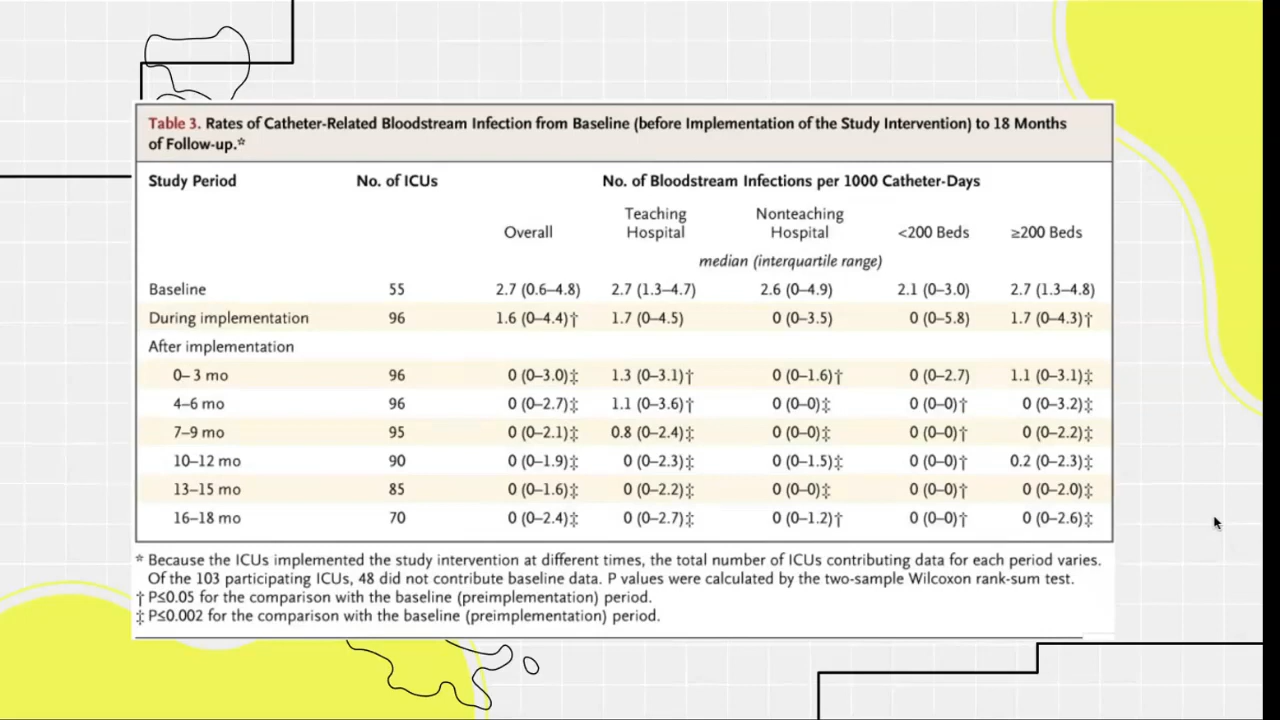 Table 3. Rates of Catheter-Related Bloodstream Infection from Baseline (before Implementation of the Study Intervention) to 18 Months
of Follow-up.*
Study Period No. of ICUs No. of Bloodstream Infections per 1000 Catheter-Days
Overall Teaching Hospital Nonteaching Hospital <200 Beds ≥200 Beds
median (interquartile range)
Baseline 55 2.7 (0.6–4.8) 2.7 (1.3–4.7) 2.6 (0–4.9) 2.1 (0–3.0) 2.7 (1.3–4.8)
During implementation 96 1.6 (0–4.4)† 1.7 (0–4.5) 0 (0–3.5) 0 (0–5.8) 1.7 (0–4.3)†
After implementation
0–3 mo 96 0 (0–3.0)‡ 1.3 (0–3.1)† 0 (0–1.6)† 0 (0–2.7) 1.1 (0–3.1)‡
4–6 mo 96 0 (0–2.7)‡ 1.1 (0–3.6)† 0 (0–0)‡ 0 (0–0)† 0 (0–3.2)‡
7–9 mo 95 0 (0–2.1)‡ 0.8 (0–2.4)‡ 0 (0–0)‡ 0 (0–0)† 0 (0–2.2)‡
10–12 mo 90 0 (0–1.9)‡ 0 (0–2.3)‡ 0 (0–1.5)‡ 0 (0–0)† 0.2 (0–2.3)‡
13–15 mo 85 0 (0–1.6)‡ 0 (0–2.2)‡ 0 (0–0)‡ 0 (0–0)† 0 (0–2.0)‡
16–18 mo 70 0 (0–2.4)‡ 0 (0–2.7)‡ 0 (0–1.2)† 0 (0–0)† 0 (0–2.6)‡
* Because the ICUs implemented the study intervention at different times, the total number of ICUs contributing data for each period varies.
Of the 103 participating ICUs, 48 did not contribute baseline data. P values were calculated by the two-sample Wilcoxon rank-sum test.
† P≤0.05 for the comparison with the baseline (preimplementation) period.
‡ P≤0.002 for the comparison with the baseline (preimplementation) period.